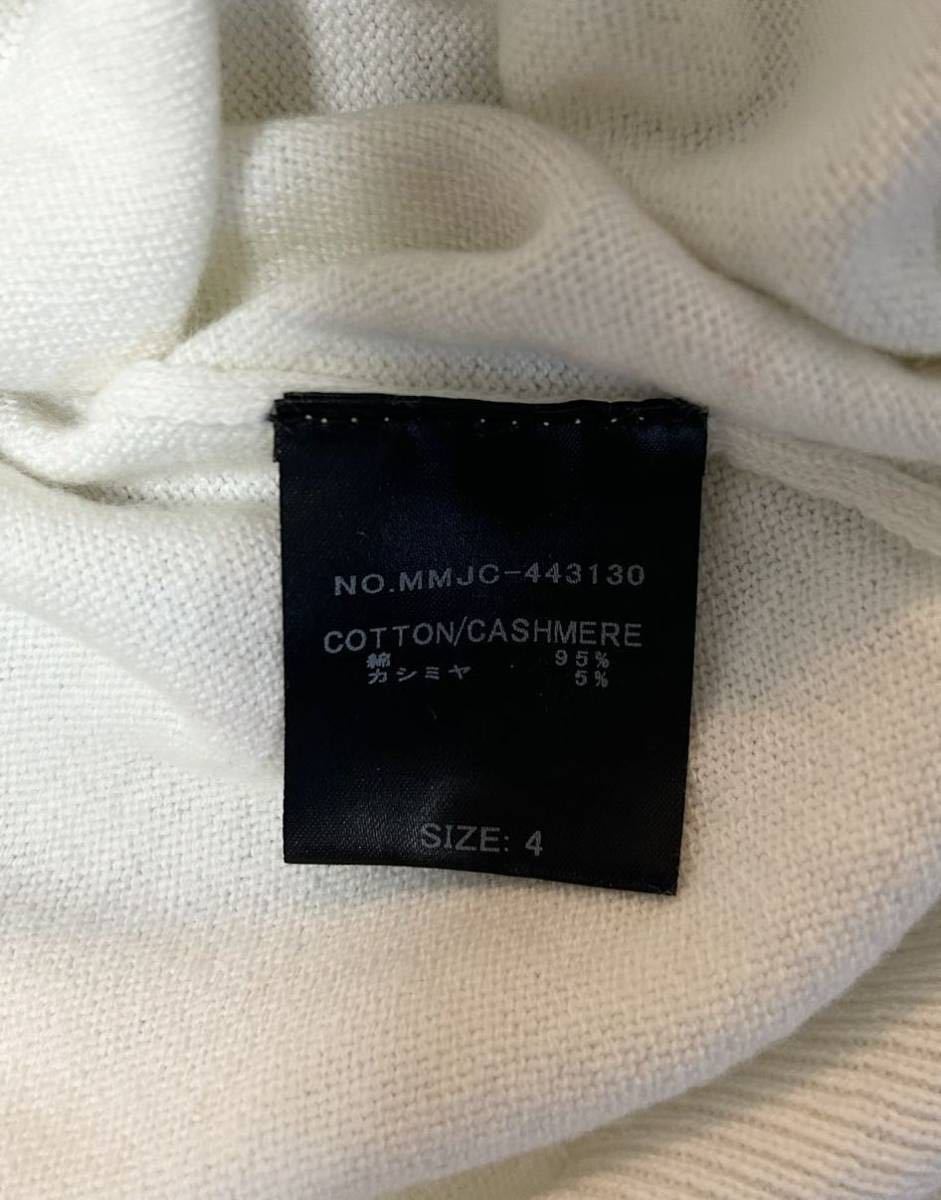 NO.MMJC-443130
COTTON/CASHMERE
綿 95%
カシミヤ 5%
SIZE: 4